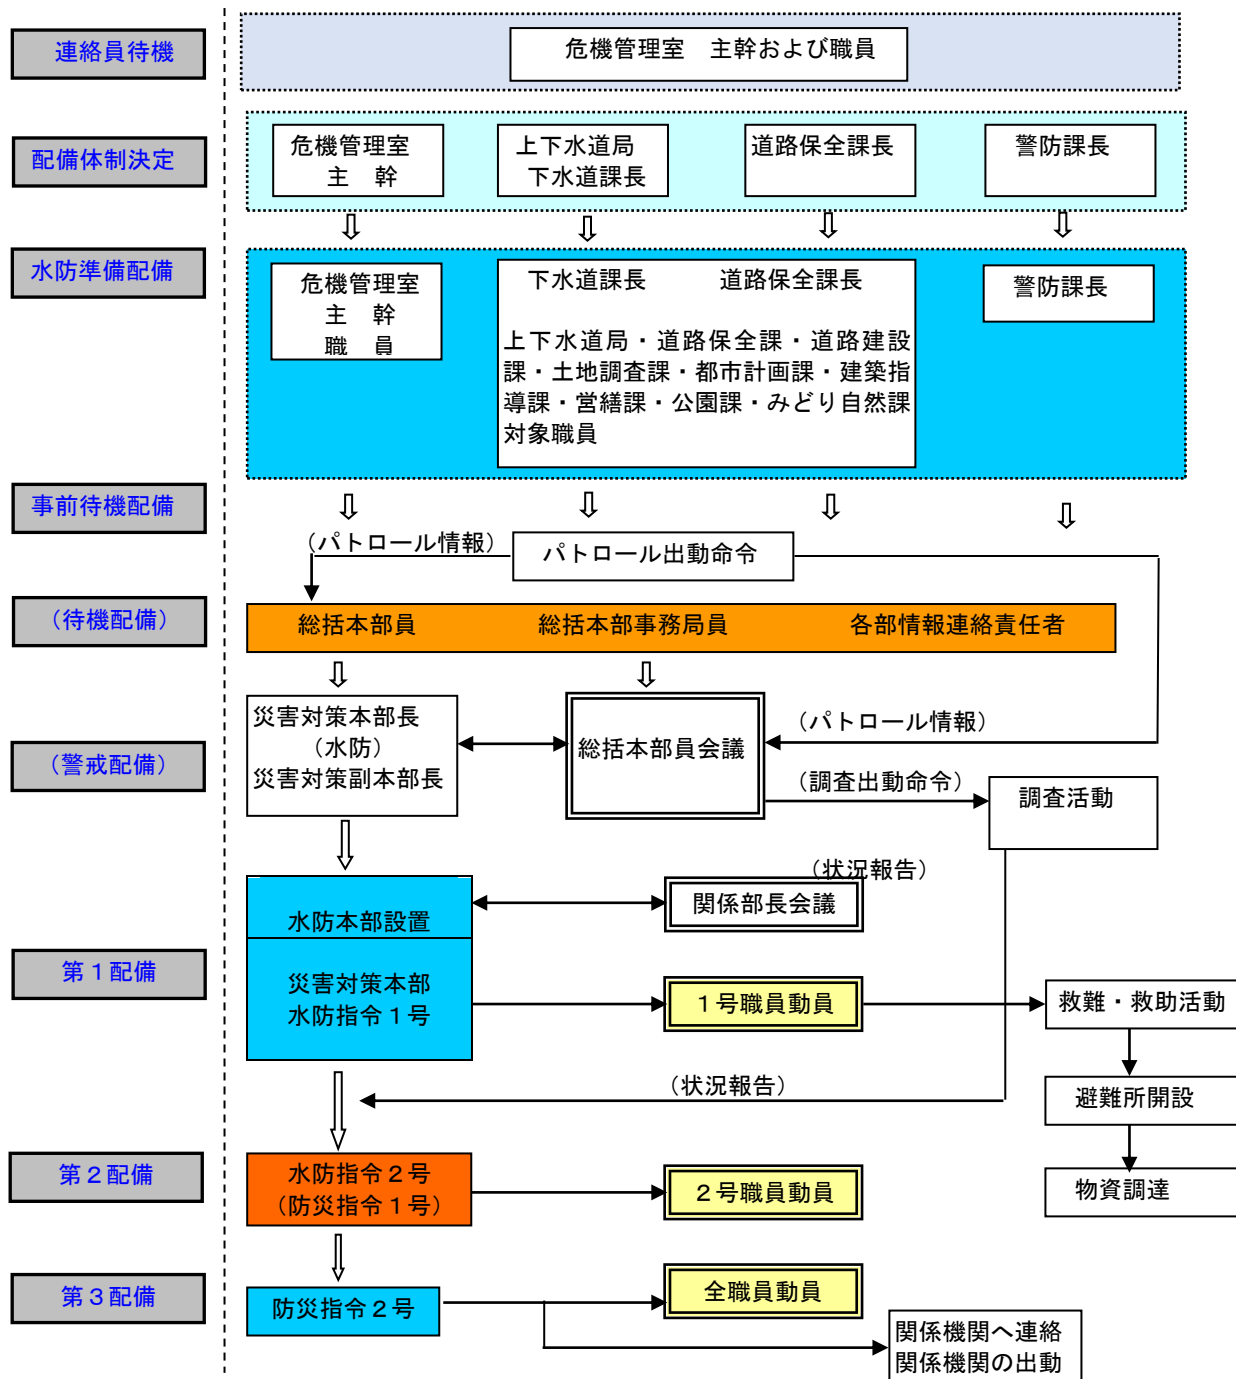 連絡員待機
危機管理室　主幹および職員
配備体制決定
危機管理室
主　幹
上下水道局
下水道課長
道路保全課長
警防課長
水防準備配備
危機管理室
主　幹
職　員
下水道課長　　　道路保全課長
上下水道局・道路保全課・道路建設
課・土地調査課・都市計画課・建築指
導課・営繕課・公園課・みどり自然課
対象職員
警防課長
事前待機配備
（パトロール情報）
パトロール出動命令
（待機配備）
総括本部員　　　　　総括本部事務局員　　　　　各部情報連絡責任者
（警戒配備）
災害対策本部長
（水防）
災害対策副本部長
総括本部員会議
（パトロール情報）
（調査出動命令）
調査活動
（状況報告）
水防本部設置
関係部長会議
第１配備
災害対策本部
水防指令１号
１号職員動員
救難・救助活動
（状況報告）
避難所開設
第２配備
水防指令２号
（防災指令１号）
２号職員動員
物資調達
第３配備
防災指令２号
全職員動員
関係機関へ連絡
関係機関の出動